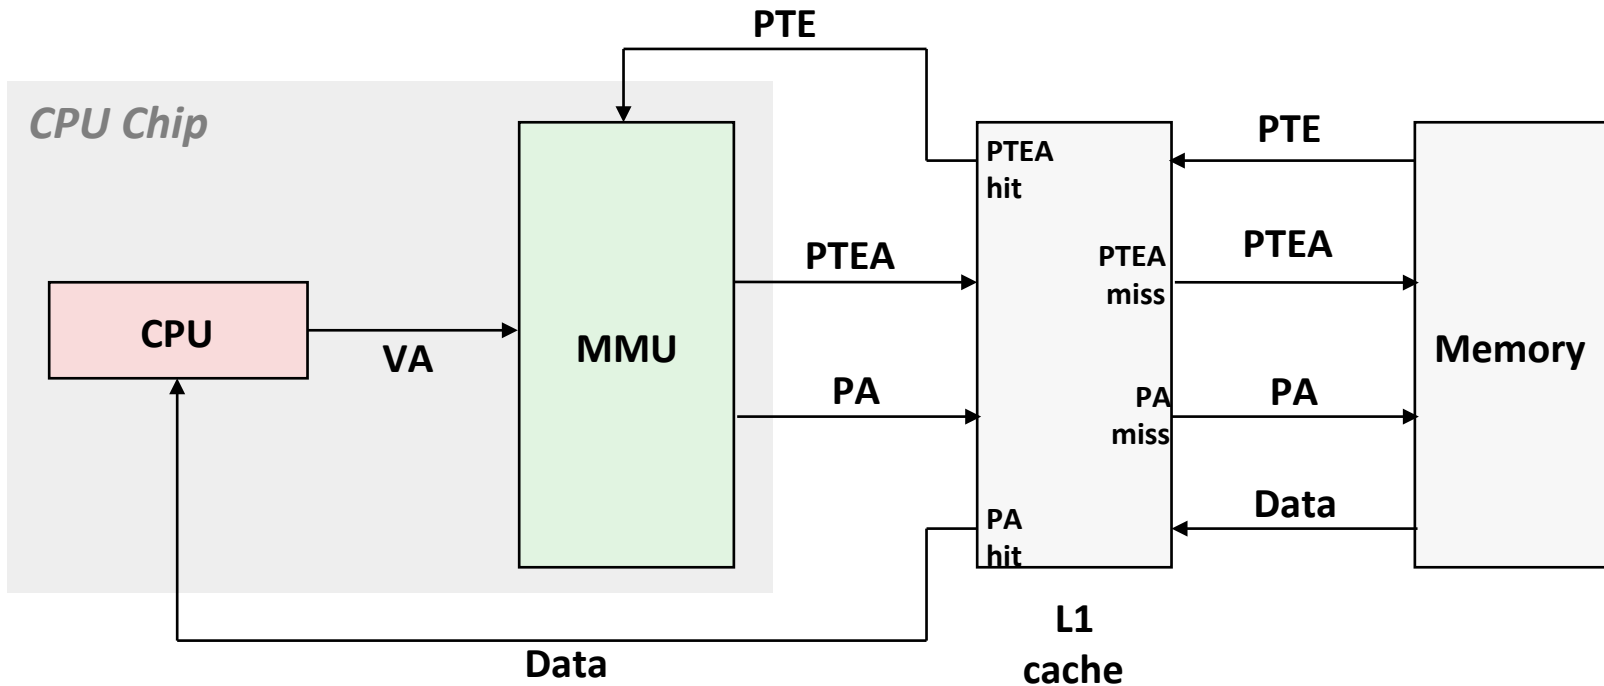 PTE
CPU Chip
PTEA
hit
PTE
PTEA
PTEA
miss
PTEA
CPU
VA
MMU
Memory
PA
PA
miss
PA
PA
hit
Data
L1
cache
Data